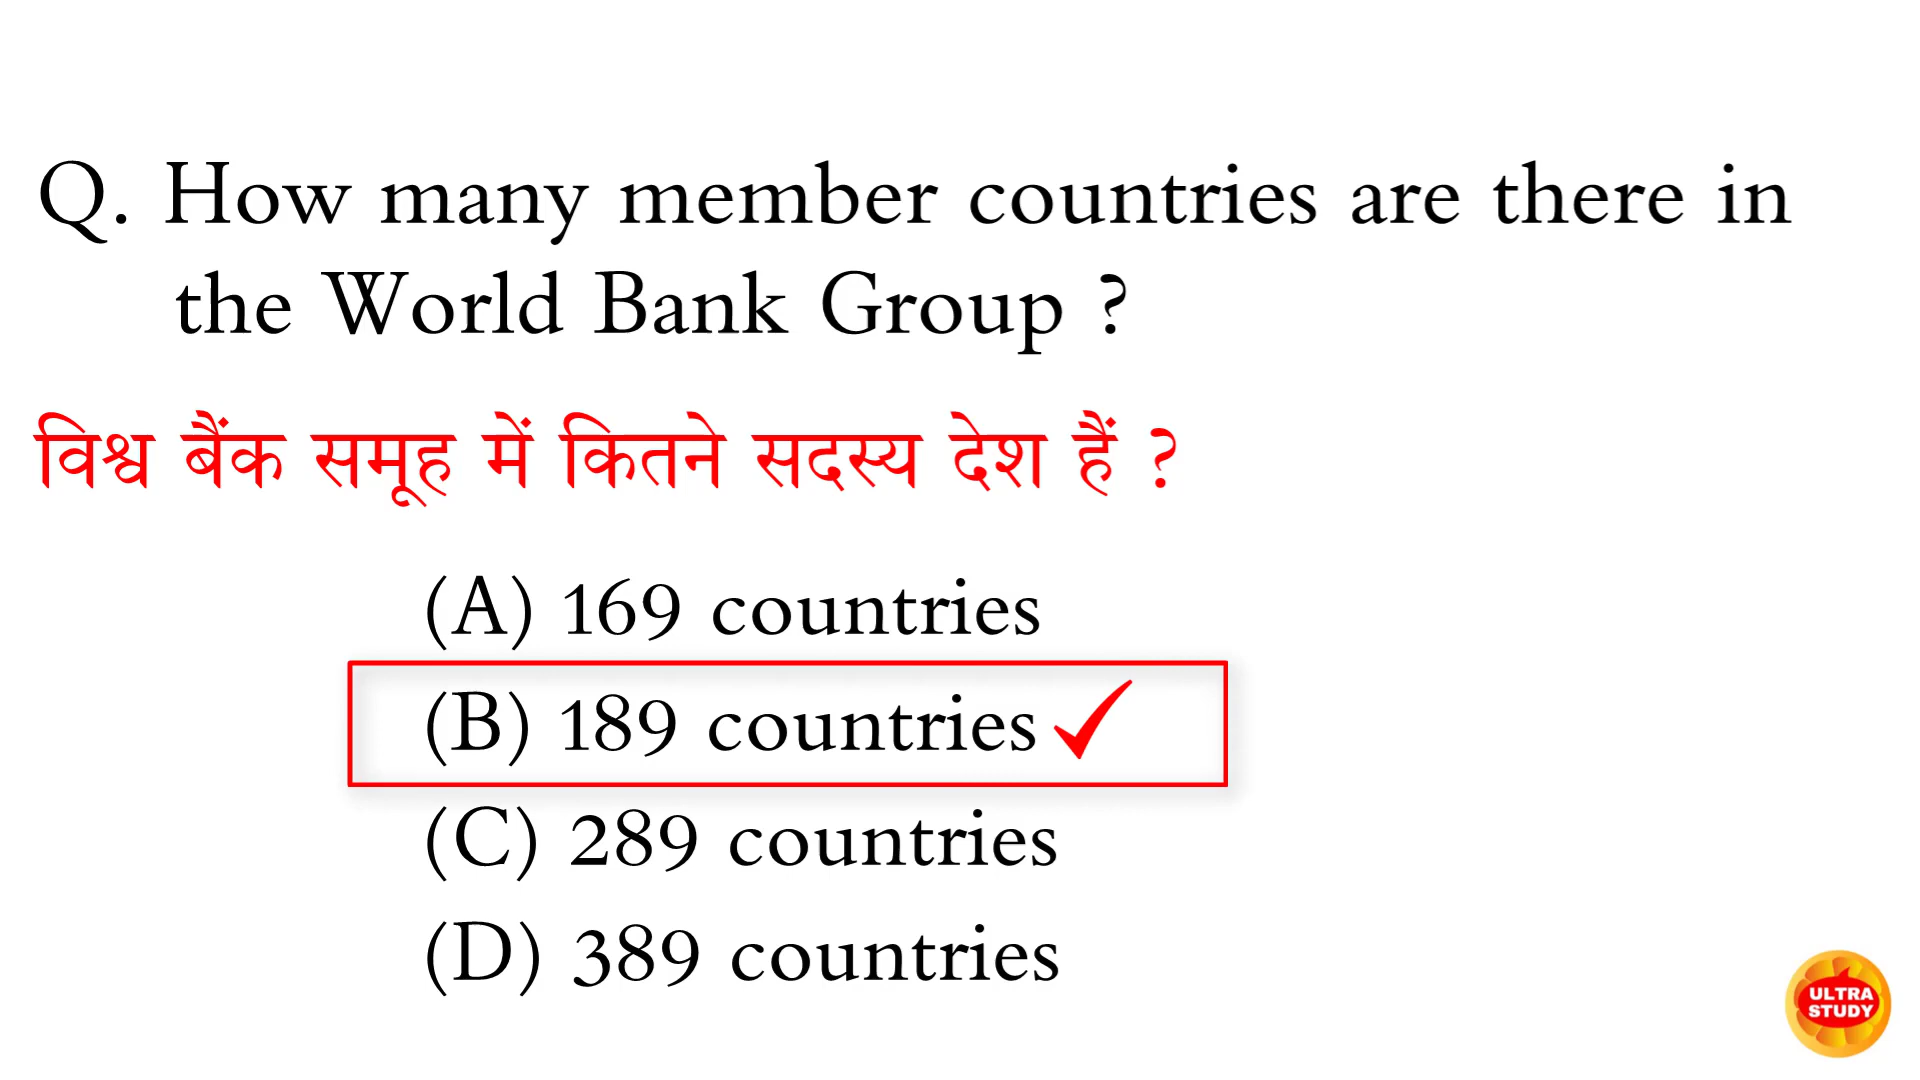 Q. How many member countries are there in
the World Bank Group ?
विश्व बैंक समूह में कितने सदस्य देश हैं ?
(A) 169 countries
(B) 189 countries
(C) 289 countries
(D) 389 countries
ULTRA
STUDY